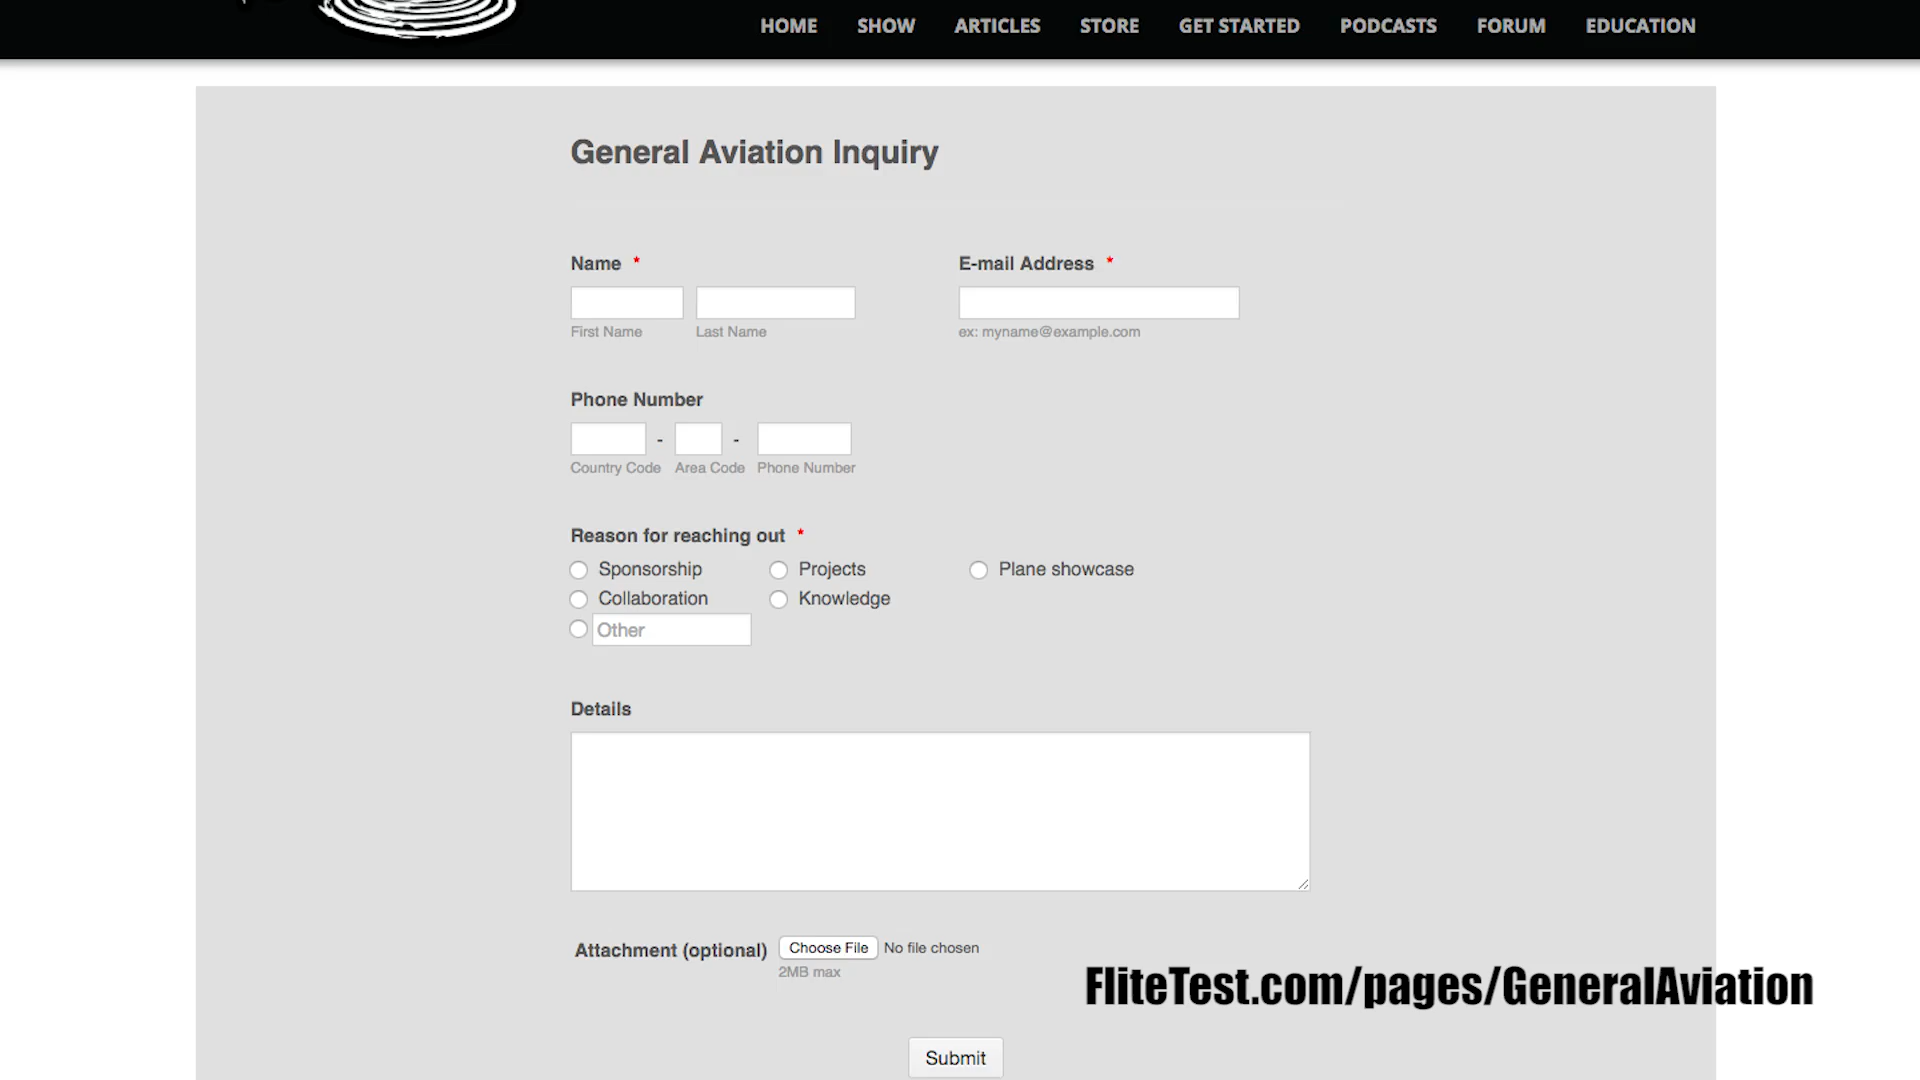 HOME SHOW ARTICLES STORE GET STARTED PODCASTS FORUM EDUCATION
General Aviation Inquiry
Name * E-mail Address *
First Name Last Name ex: myname@example.com
Phone Number
- -
Country Code Area Code Phone Number
Reason for reaching out *
Sponsorship Projects Plane showcase
Collaboration Knowledge
Other
Details
Attachment (optional) Choose File No file chosen
2MB max
FliteTest.com/pages/GeneralAviation
Submit